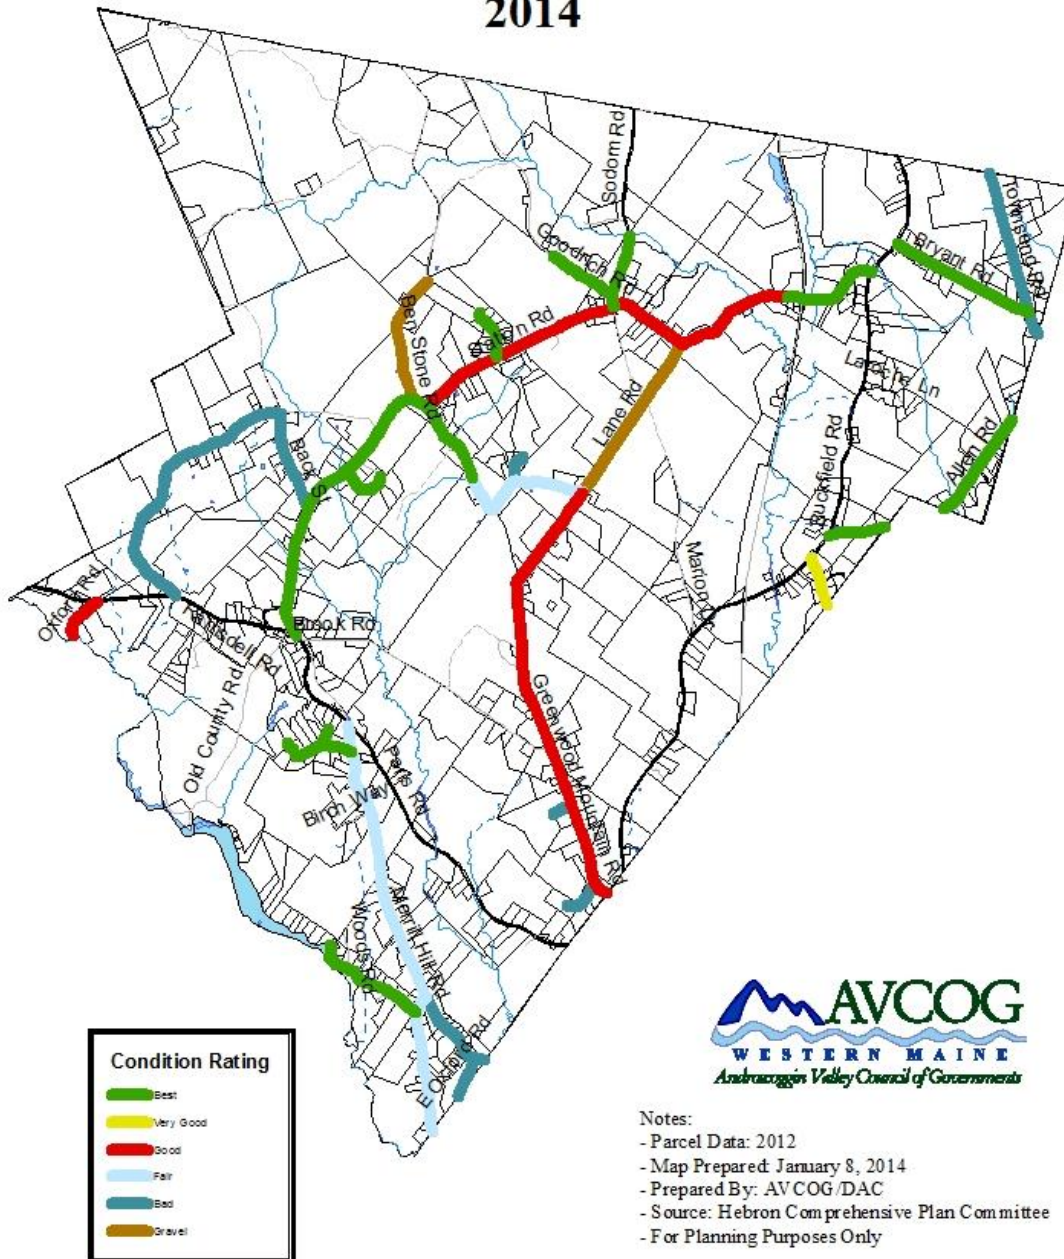 2014
Sodom Rd
Townsend Rd
Goodrich Rd
Bryant Rd
Ben Stone Rd
Station Rd
Laroche Ln
Lane Rd
Buckfield Rd
Allen Rd
Back S
Marion
Brook Rd
Old County Rd
Greenwood Mountain Rd
Paris Rd
Birch Way
Merrill Hill Rd
Woods Rd
E Oxford Rd
Condition Rating
Best
Very Good
Good
Fair
Bad
Gravel
AVCOG
WESTERN MAINE
Androscoggin Valley Council of Governments
Notes:
- Parcel Data: 2012
- Map Prepared: January 8, 2014
- Prepared By: AVCOG/DAC
- Source: Hebron Comprehensive Plan Committee
- For Planning Purposes Only